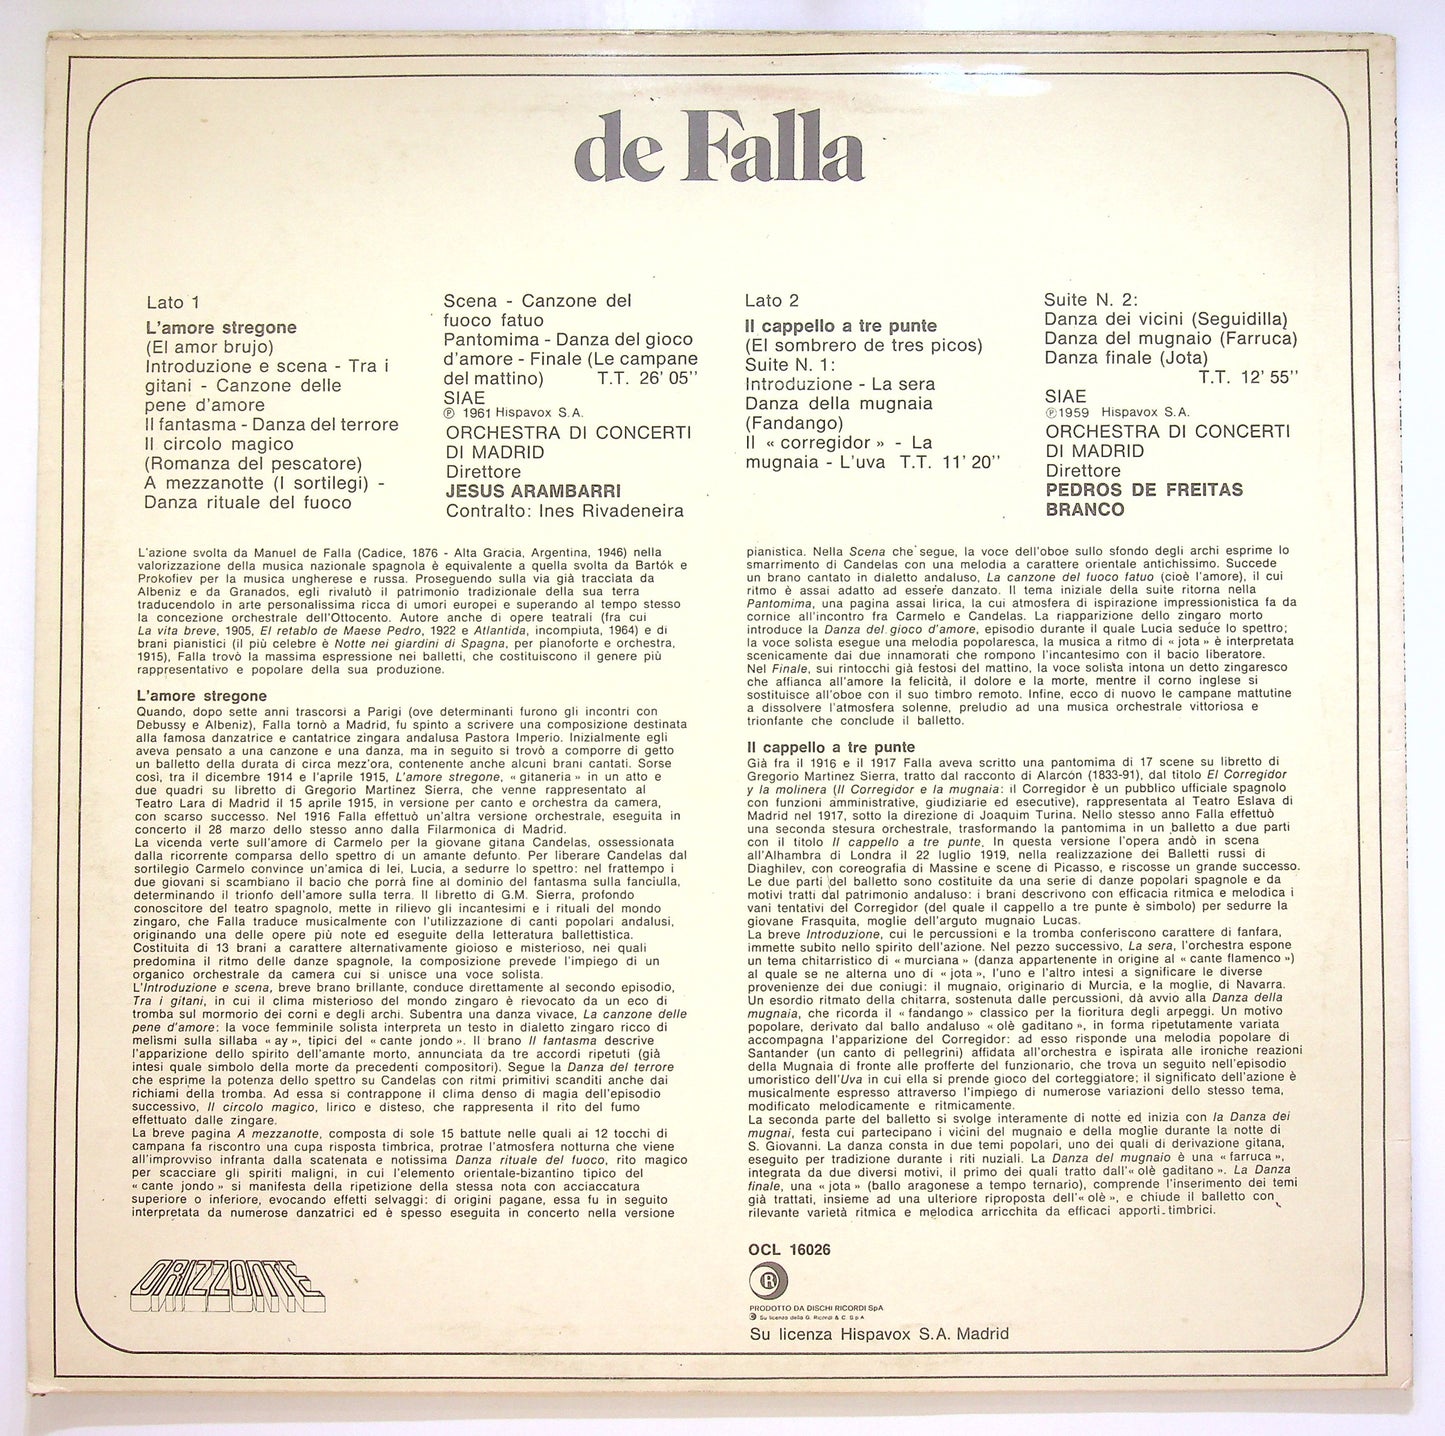 de Falla
Lato 1
L'amore stregone
(El amor brujo)
Introduzione e scena - Tra i
gitani - Canzone delle
pene d'amore
Il fantasma - Danza del terrore
Il circolo magico
(Romanza del pescatore)
A mezzanotte (I sortilegi) -
Danza rituale del fuoco
Scena - Canzone del
fuoco fatuo
Pantomima - Danza del gioco
d'amore - Finale (Le campane
del mattino) T.T. 26' 05''
SIAE
℗ 1961 Hispavox S.A.
ORCHESTRA DI CONCERTI
DI MADRID
Direttore
JESUS ARAMBARRI
Contralto: Ines Rivadeneira
Lato 2
Il cappello a tre punte
(El sombrero de tres picos)
Suite N. 1:
Introduzione - La sera
Danza della mugnaia
(Fandango)
Il « corregidor » - La
mugnaia - L'uva T.T. 11' 20''
Suite N. 2:
Danza dei vicini (Seguidilla)
Danza del mugnaio (Farruca)
Danza finale (Jota)
T.T. 12' 55''
SIAE
℗1959 Hispavox S.A.
ORCHESTRA DI CONCERTI
DI MADRID
Direttore
PEDROS DE FREITAS
BRANCO
L'azione svolta da Manuel de Falla (Cadice, 1876 - Alta Gracia, Argentina, 1946) nella
valorizzazione della musica nazionale spagnola è equivalente a quella svolta da Bartók e
Prokofiev per la musica ungherese e russa. Proseguendo sulla via già tracciata da
Albeniz e da Granados, egli rivalutò il patrimonio tradizionale della sua terra
traducendolo in arte personalissima ricca di umori europei e superando al tempo stesso
la concezione orchestrale dell'Ottocento. Autore anche di opere teatrali (fra cui
La vita breve, 1905, El retablo de Maese Pedro, 1922 e Atlantida, incompiuta, 1964) e di
brani pianistici (il più celebre è Notte nei giardini di Spagna, per pianoforte e orchestra,
1915), Falla trovò la massima espressione nei balletti, che costituiscono il genere più
rappresentativo e popolare della sua produzione.
L'amore stregone
Quando, dopo sette anni trascorsi a Parigi (ove determinanti furono gli incontri con
Debussy e Albeniz), Falla tornò a Madrid, fu spinto a scrivere una composizione destinata
alla famosa danzatrice e cantatrice zingara andalusa Pastora Imperio. Inizialmente egli
aveva pensato a una canzone e una danza, ma in seguito si trovò a comporre di getto
un balletto della durata di circa mezz'ora, contenente anche alcuni brani cantati. Sorse
così, tra il dicembre 1914 e l'aprile 1915, L'amore stregone, « gitaneria » in un atto e
due quadri su libretto di Gregorio Martinez Sierra, che venne rappresentato al
Teatro Lara di Madrid il 15 aprile 1915, in versione per canto e orchestra da camera,
con scarso successo. Nel 1916 Falla effettuò un'altra versione orchestrale, eseguita in
concerto il 28 marzo dello stesso anno dalla Filarmonica di Madrid.
La vicenda verte sull'amore di Carmelo per la giovane gitana Candelas, ossessionata
dalla ricorrente comparsa dello spettro di un amante defunto. Per liberare Candelas dal
sortilegio Carmelo convince un'amica di lei, Lucia, a sedurre lo spettro: nel frattempo i
due giovani si scambiano il bacio che porrà fine al dominio del fantasma sulla fanciulla,
determinando il trionfo dell'amore sulla terra. Il libretto di G.M. Sierra, profondo
conoscitore del teatro spagnolo, mette in rilievo gli incantesimi e i rituali del mondo
zingaro, che Falla traduce musicalmente con l'utilizzazione di canti popolari andalusi,
originando una delle opere più note ed eseguite della letteratura ballettistica.
Costituita di 13 brani a carattere alternativamente gioioso e misterioso, nei quali
predomina il ritmo delle danze spagnole, la composizione prevede l'impiego di un
organico orchestrale da camera cui si unisce una voce solista.
L'Introduzione e scena, breve brano brillante, conduce direttamente al secondo episodio,
Tra i gitani, in cui il clima misterioso del mondo zingaro è rievocato da un eco di
tromba sul mormorio dei corni e degli archi. Subentra una danza vivace, La canzone delle
pene d'amore: la voce femminile solista interpreta un testo in dialetto zingaro ricco di
melismi sulla sillaba « ay », tipici del « cante jondo ». Il brano Il fantasma descrive
l'apparizione dello spirito dell'amante morto, annunciata da tre accordi ripetuti (già
intesi quale simbolo della morte da precedenti compositori). Segue la Danza del terrore
che esprime la potenza dello spettro su Candelas con ritmi primitivi scanditi anche dai
richiami della tromba. Ad essa si contrappone il clima denso di magia dell'episodio
successivo, Il circolo magico, lirico e disteso, che rappresenta il rito del fumo
effettuato dalle zingare.
La breve pagina A mezzanotte, composta di sole 15 battute nelle quali ai 12 tocchi di
campana fa riscontro una cupa risposta timbrica, protrae l'atmosfera notturna che viene
all'improvviso infranta dalla scatenata e notissima Danza rituale del fuoco, rito magico
per scacciare gli spiriti maligni, in cui l'elemento orientale-bizantino tipico del
« cante jondo » si manifesta della ripetizione della stessa nota con acciaccatura
superiore o inferiore, evocando effetti selvaggi: di origini pagane, essa fu in seguito
interpretata da numerose danzatrici ed è spesso eseguita in concerto nella versione
pianistica. Nella Scena che segue, la voce dell'oboe sullo sfondo degli archi esprime lo
smarrimento di Candelas con una melodia a carattere orientale antichissimo. Succede
un brano cantato in dialetto andaluso, La canzone del fuoco fatuo (cioè l'amore), il cui
ritmo è assai adatto ad essere danzato. Il tema iniziale della suite ritorna nella
Pantomima, una pagina assai lirica, la cui atmosfera di ispirazione impressionistica fa da
cornice all'incontro fra Carmelo e Candelas. La riapparizione dello zingaro morto
introduce la Danza del gioco d'amore, episodio durante il quale Lucia seduce lo spettro;
la voce solista esegue una melodia popolaresca, la musica a ritmo di « jota » è interpretata
scenicamente dai due innamorati che rompono l'incantesimo con il bacio liberatore.
Nel Finale, sui rintocchi già festosi del mattino, la voce solista intona un detto zingaresco
che affianca all'amore la felicità, il dolore e la morte, mentre il corno inglese si
sostituisce all'oboe con il suo timbro remoto. Infine, ecco di nuovo le campane mattutine
a dissolvere l'atmosfera solenne, preludio ad una musica orchestrale vittoriosa e
trionfante che conclude il balletto.
Il cappello a tre punte
Già fra il 1916 e il 1917 Falla aveva scritto una pantomima di 17 scene su libretto di
Gregorio Martinez Sierra, tratto dal racconto di Alarcón (1833-91), dal titolo El Corregidor
y la molinera (Il Corregidor e la mugnaia: il Corregidor è un pubblico ufficiale spagnolo
con funzioni amministrative, giudiziarie ed esecutive), rappresentata al Teatro Eslava di
Madrid nel 1917, sotto la direzione di Joaquim Turina. Nello stesso anno Falla effettuò
una seconda stesura orchestrale, trasformando la pantomima in un balletto a due parti
con il titolo Il cappello a tre punte. In questa versione l'opera andò in scena
all'Alhambra di Londra il 22 luglio 1919, nella realizzazione dei Balletti russi di
Diaghilev, con coreografia di Massine e scene di Picasso, e riscosse un grande successo.
Le due parti del balletto sono costituite da una serie di danze popolari spagnole e da
motivi tratti dal patrimonio andaluso: i brani descrivono con efficacia ritmica e melodica i
vani tentativi del Corregidor (del quale il cappello a tre punte è simbolo) per sedurre la
giovane Frasquita, moglie dell'arguto mugnaio Lucas.
La breve Introduzione, cui le percussioni e la tromba conferiscono carattere di fanfara,
immette subito nello spirito dell'azione. Nel pezzo successivo, La sera, l'orchestra espone
un tema chitarristico di « murciana » (danza appartenente in origine al « cante flamenco »)
al quale se ne alterna uno di « jota », l'uno e l'altro intesi a significare le diverse
provenienze dei due coniugi: il mugnaio, originario di Murcia, e la moglie, di Navarra.
Un esordio ritmato della chitarra, sostenuta dalle percussioni, dà avvio alla Danza della
mugnaia, che ricorda il « fandango » classico per la fioritura degli arpeggi. Un motivo
popolare, derivato dal ballo andaluso « olè gaditano », in forma ripetutamente variata
accompagna l'apparizione del Corregidor: ad esso risponde una melodia popolare di
Santander (un canto di pellegrini) affidata all'orchestra e ispirata alle ironiche reazioni
della Mugnaia di fronte alle profferte del funzionario, che trova un seguito nell'episodio
umoristico dell'Uva in cui ella si prende gioco del corteggiatore; il significato dell'azione è
musicalmente espresso attraverso l'impiego di numerose variazioni dello stesso tema,
modificato melodicamente e ritmicamente.
La seconda parte del balletto si svolge interamente di notte ed inizia con la Danza dei
mugnai, festa cui partecipano i vicini del mugnaio e della moglie durante la notte di
S. Giovanni. La danza consta in due temi popolari, uno dei quali di derivazione gitana,
eseguito per tradizione durante i riti nuziali. La Danza del mugnaio è una « farruca »,
integrata da due diversi motivi, il primo dei quali tratto dall'« olè gaditano ». La Danza
finale, una « jota » (ballo aragonese a tempo ternario), comprende l'inserimento dei temi
già trattati, insieme ad una ulteriore riproposta dell'« olè », e chiude il balletto con
rilevante varietà ritmica e melodica arricchita da efficaci apporti timbrici.
ORIZZONTE
OCL 16026
R
PRODOTTO DA DISCHI RICORDI SpA
Su licenza della G. Ricordi & C. S.p.A
Su licenza Hispavox S.A. Madrid